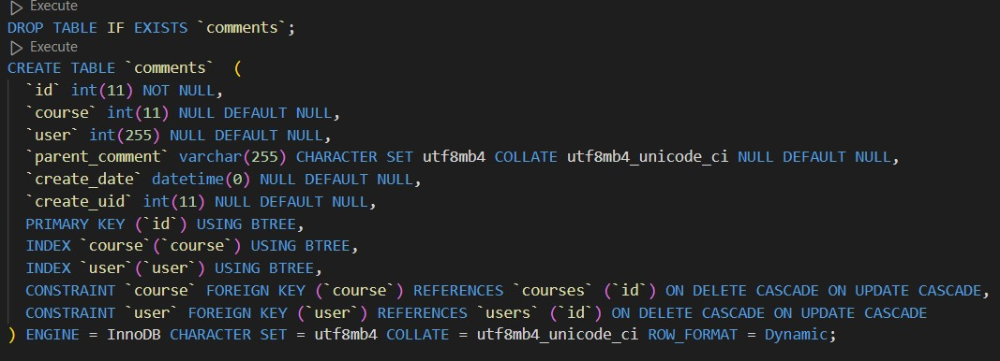 Execute
DROP TABLE IF EXISTS `comments`;
Execute
CREATE TABLE `comments`  (
  `id` int(11) NOT NULL,
  `course` int(11) NULL DEFAULT NULL,
  `user` int(255) NULL DEFAULT NULL,
  `parent_comment` varchar(255) CHARACTER SET utf8mb4 COLLATE utf8mb4_unicode_ci NULL DEFAULT NULL,
  `create_date` datetime(0) NULL DEFAULT NULL,
  `create_uid` int(11) NULL DEFAULT NULL,
  PRIMARY KEY (`id`) USING BTREE,
  INDEX `course`(`course`) USING BTREE,
  INDEX `user`(`user`) USING BTREE,
  CONSTRAINT `course` FOREIGN KEY (`course`) REFERENCES `courses` (`id`) ON DELETE CASCADE ON UPDATE CASCADE,
  CONSTRAINT `user` FOREIGN KEY (`user`) REFERENCES `users` (`id`) ON DELETE CASCADE ON UPDATE CASCADE
) ENGINE = InnoDB CHARACTER SET = utf8mb4 COLLATE = utf8mb4_unicode_ci ROW_FORMAT = Dynamic;